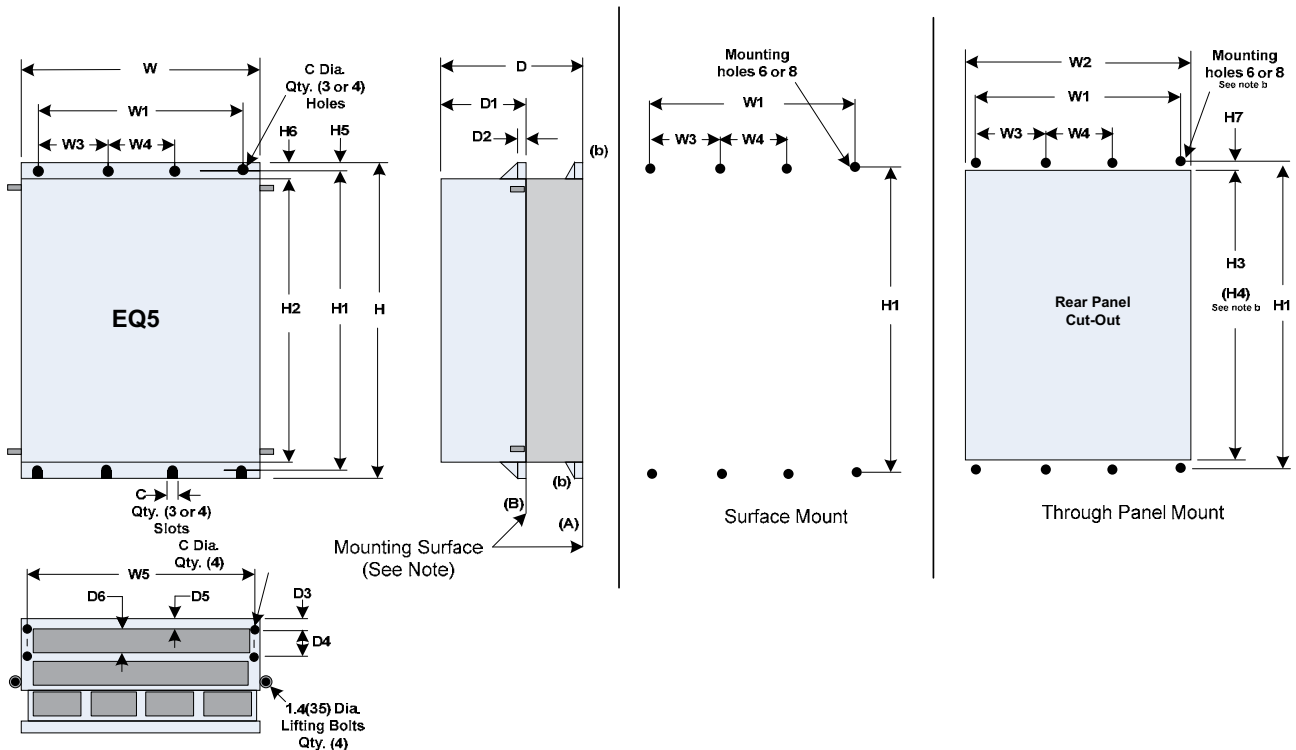 W
C Dia.
Qty. (3 or 4)
Holes
W1
W3
W4
H6
H5
EQ5
H2
H1
H
C
Qty. (3 or 4)
Slots
D
D1
D2
(b)
(b)
(B)
(A)
Mounting Surface
(See Note)
C Dia.
Qty. (4)
W5
D6
D5
D3
D4
1.4(35) Dia.
Lifting Bolts
Qty. (4)
Mounting
holes 6 or 8
W1
W3
W4
H1
Surface Mount
W2
Mounting
holes 6 or 8
See note b
W1
W3
W4
H7
H3
(H4)
See note b
H1
Rear Panel
Cut-Out
Through Panel Mount